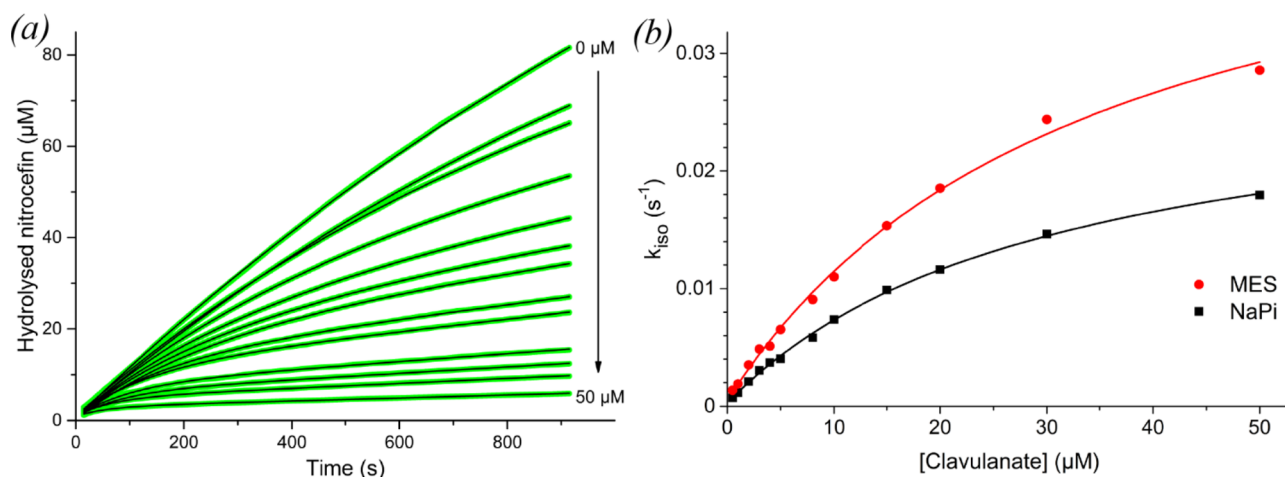 (a)
Hydrolysed nitrocefin (µM)
80
60
40
20
0
0 µM
50 µM
0
200
400
600
800
Time (s)
(b)
k_iso (s⁻¹)
0.03
0.02
0.01
0
MES
NaPi
0
10
20
30
40
50
[Clavulanate] (µM)